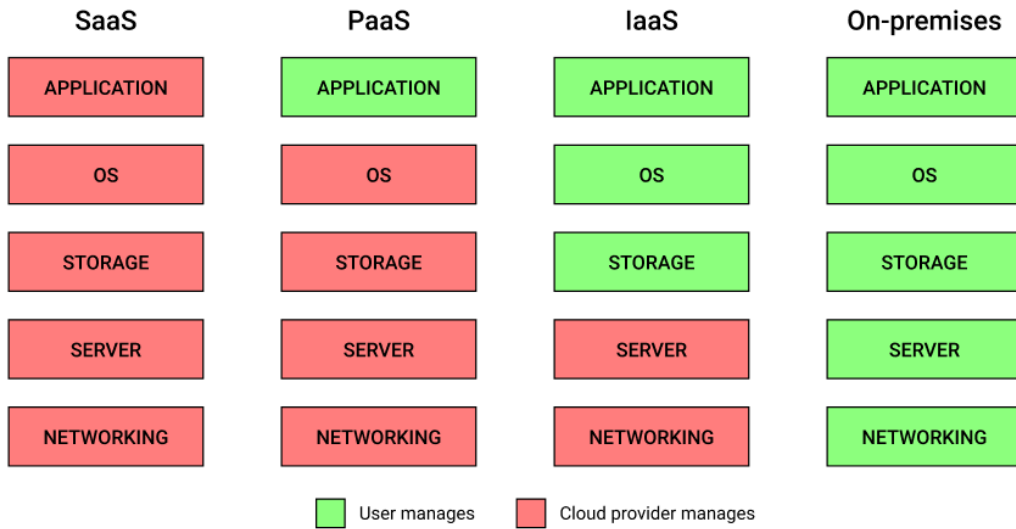 SaaS PaaS IaaS On-premises
APPLICATION APPLICATION APPLICATION APPLICATION
OS OS OS OS
STORAGE STORAGE STORAGE STORAGE
SERVER SERVER SERVER SERVER
NETWORKING NETWORKING NETWORKING NETWORKING
User manages Cloud provider manages